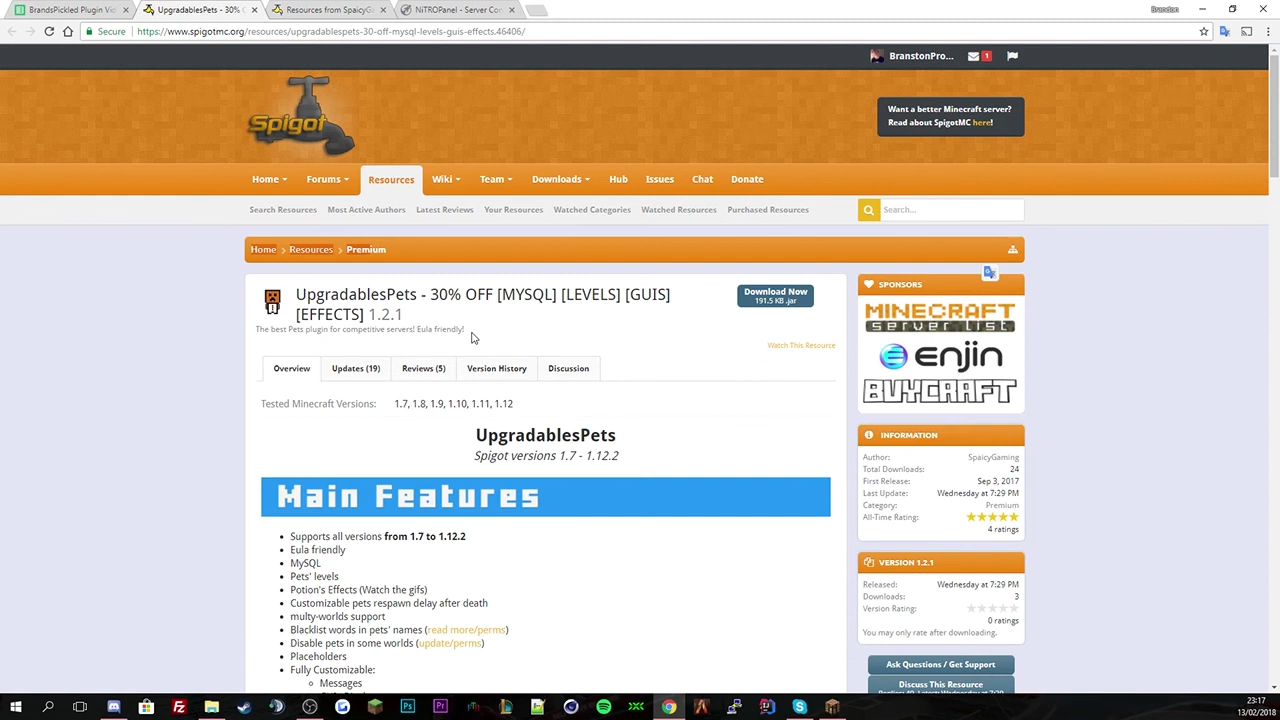 BrandsPickled Plugin Vid
UpgradablesPets - 30% O
Resources from SpaicyGa
NiTROPanel - Server Con
Brandon
Secure
https://www.spigotmc.org/resources/upgradablespets-30-off-mysql-levels-guis-effects.46406/
BranstonPro...
1
Spigot
Want a better Minecraft server?
Read about SpigotMC here!
Home
Forums
Resources
Wiki
Team
Downloads
Hub
Issues
Chat
Donate
Search Resources
Most Active Authors
Latest Reviews
Your Resources
Watched Categories
Watched Resources
Purchased Resources
Search...
Home
Resources
Premium
UpgradablesPets - 30% OFF [MYSQL] [LEVELS] [GUIS]
[EFFECTS] 1.2.1
The best Pets plugin for competitive servers! Eula friendly!
Download Now
191.5 KB .jar
Watch This Resource
Overview
Updates (19)
Reviews (5)
Version History
Discussion
Tested Minecraft Versions: 1.7, 1.8, 1.9, 1.10, 1.11, 1.12
UpgradablesPets
Spigot versions 1.7 - 1.12.2
Main Features
Supports all versions from 1.7 to 1.12.2
Eula friendly
MySQL
Pets' levels
Potion's Effects (Watch the gifs)
Customizable pets respawn delay after death
multy-worlds support
Blacklist words in pets' names (read more/perms)
Disable pets in some worlds (update/perms)
Placeholders
Fully Customizable:
Messages
SPONSORS
MINECRAFT
server list
enjin
BUYCRAFT
INFORMATION
Author: SpaicyGaming
Total Downloads: 24
First Release: Sep 3, 2017
Last Update: Wednesday at 7:29 PM
Category: Premium
All-Time Rating:
4 ratings
VERSION 1.2.1
Released: Wednesday at 7:29 PM
Downloads: 3
Version Rating:
0 ratings
You may only rate after downloading.
Ask Questions / Get Support
Discuss This Resource
23:17
13/02/2018